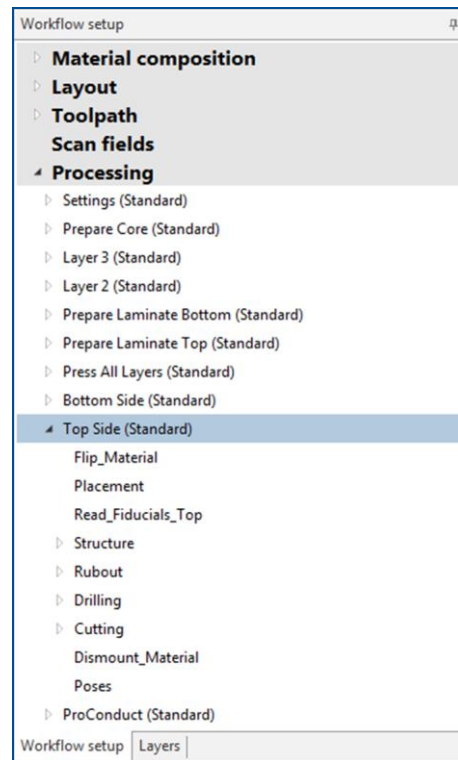 Workflow setup
Material composition
Layout
Toolpath
Scan fields
Processing
Settings (Standard)
Prepare Core (Standard)
Layer 3 (Standard)
Layer 2 (Standard)
Prepare Laminate Bottom (Standard)
Prepare Laminate Top (Standard)
Press All Layers (Standard)
Bottom Side (Standard)
Top Side (Standard)
Flip_Material
Placement
Read_Fiducials_Top
Structure
Rubout
Drilling
Cutting
Dismount_Material
Poses
ProConduct (Standard)
Workflow setup Layers